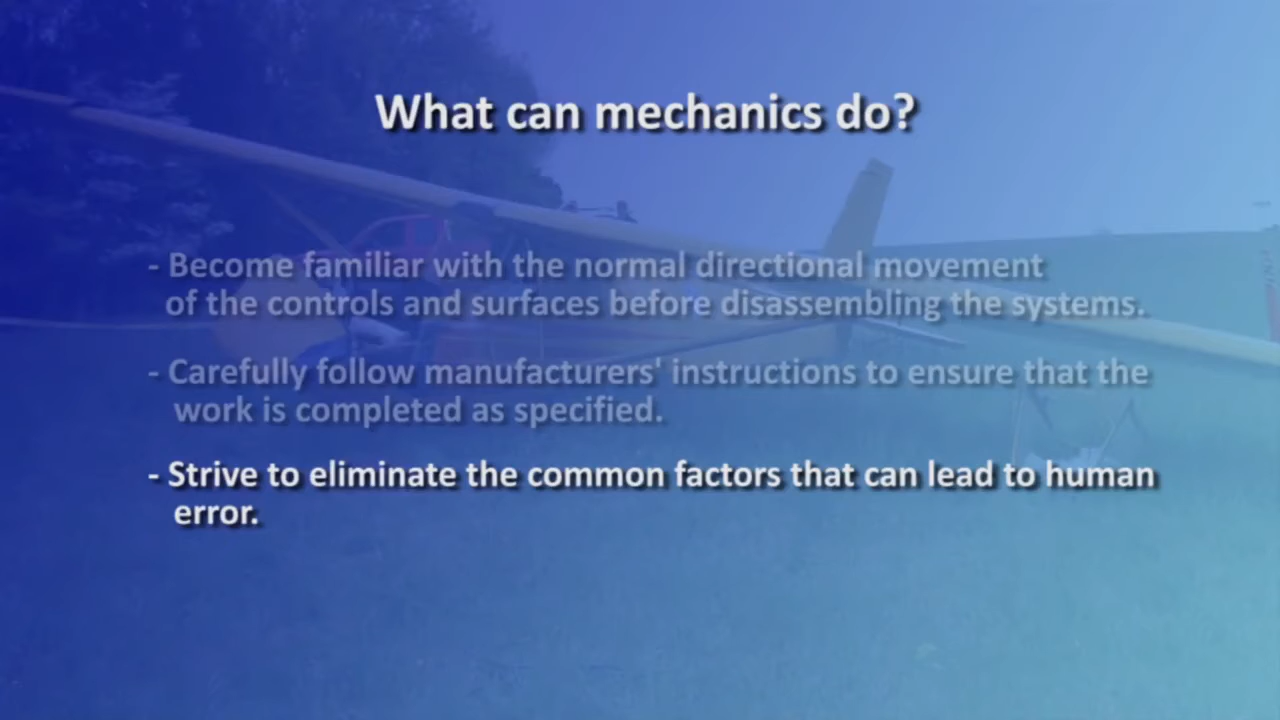 What can mechanics do?
- Become familiar with the normal directional movement
of the controls and surfaces before disassembling the systems.
- Carefully follow manufacturers' instructions to ensure that the
work is completed as specified.
- Strive to eliminate the common factors that can lead to human
error.